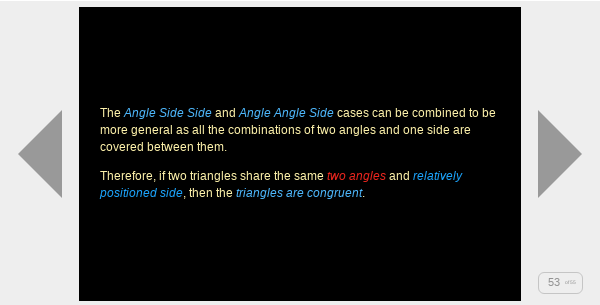 The Angle Side Side and Angle Angle Side cases can be combined to be
more general as all the combinations of two angles and one side are
covered between them.
Therefore, if two triangles share the same two angles and relatively
positioned side, then the triangles are congruent.
53